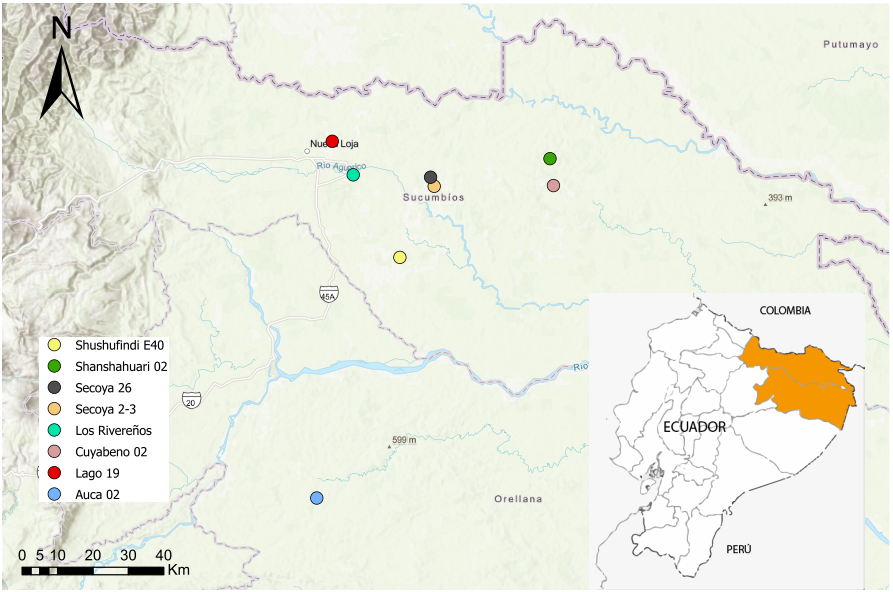 N
Putumayo
Nue Loja
Río Aguarico
393 m
Sucumbíos
45A
COLOMBIA
Río
20
599 m
Orellana
Shushufindi E40
Shanshahuari 02
Secoya 26
Secoya 2-3
Los Rivereños
Cuyabeno 02
Lago 19
Auca 02
0 5 10 20 30 40
Km
ECUADOR
PERÚ